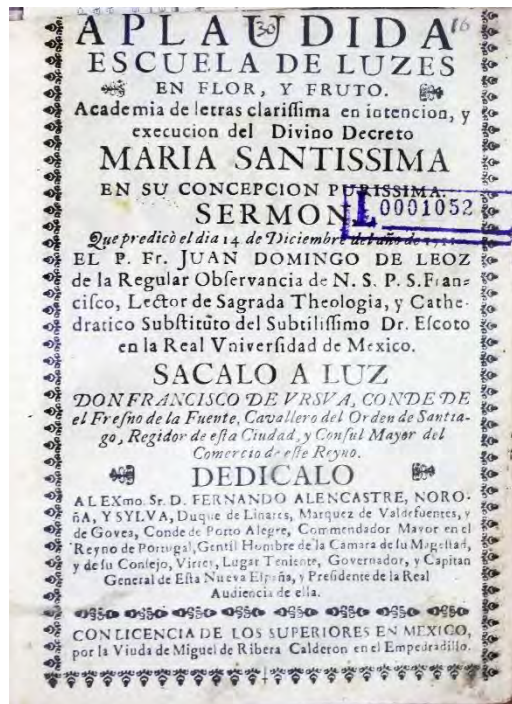 30 16
APLAUDIDA
ESCUELA DE LUZES
EN FLOR, Y FRUTO.
Academia de letras clarissima en intencion, y
execucion del Divino Decreto
MARIA SANTISSIMA
EN SU CONCEPCION PURISSIMA.
SERMON,
L 0001052
Que predicò el dia 14 de Diciembre del año de
EL P. Fr. JUAN DOMINGO DE LEOZ
de la Regular Observancia de N. S. P. S. Fran-
cisco, Lector de Sagrada Theologia, y Cathe-
dratico Substituto del Subtilissimo Dr. Escoto
en la Real Vniversidad de Mexico.
SACALO A LUZ
DON FRANCISCO DE VRSVA, CONDE DE
el Fresno de la Fuente, Cavallero del Orden de Santia-
go, Regidor de esta Ciudad, y Consul Mayor del
Comercio de este Reyno.
DEDICALO
AL EXmo. Sr. D. FERNANDO ALENCASTRE, NORO-
ñA, Y SYLVA, Duque de Linares, Marquez de Valdefuentes, y
de Govea, Conde de Porto Alegre, Commendador Mayor en el
Reyno de Portugal, Gentil Hombre de la Camara de su Magestad,
y de su Consejo, Virrey, Lugar Teniente, Governador, y Capitan
General de Esta Nueva España, y Presidente de la Real
Audiencia de ella.
CON LICENCIA DE LOS SUPERIORES EN MEXICO,
por la Viuda de Miguel de Ribera Calderon en el Empedradillo.